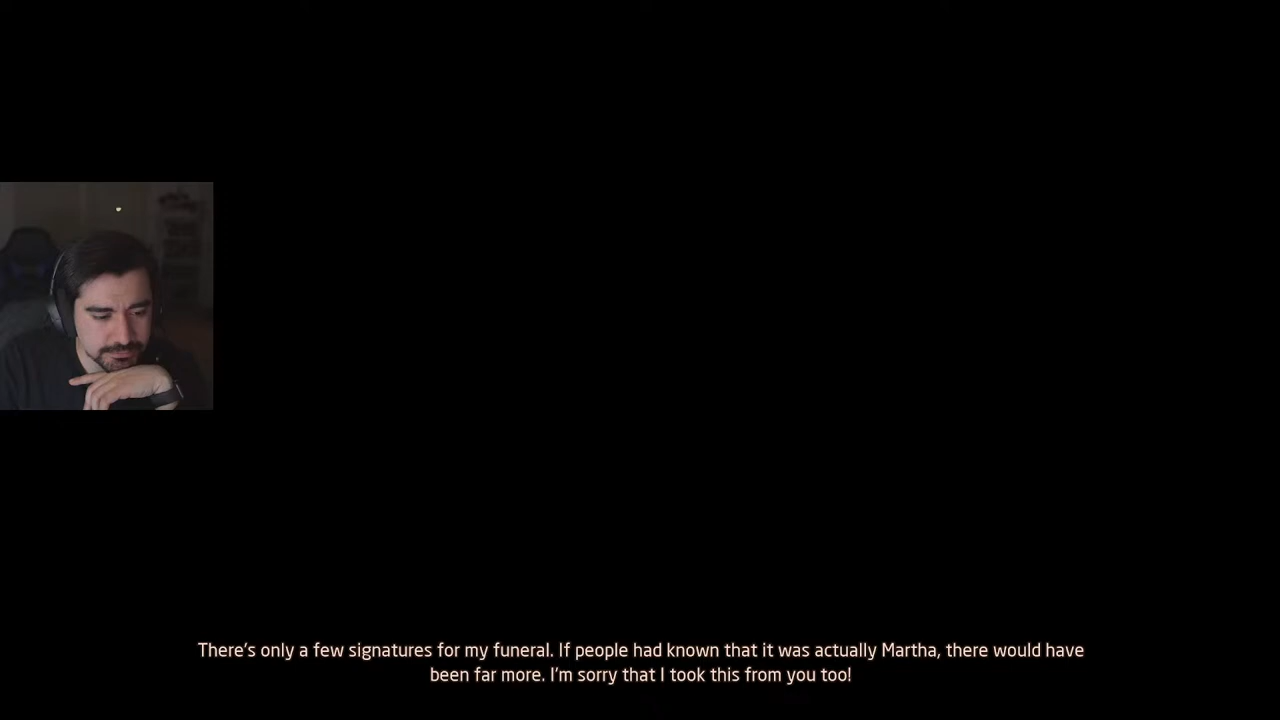 There's only a few signatures for my funeral. If people had known that it was actually Martha, there would have
been far more. I'm sorry that I took this from you too!